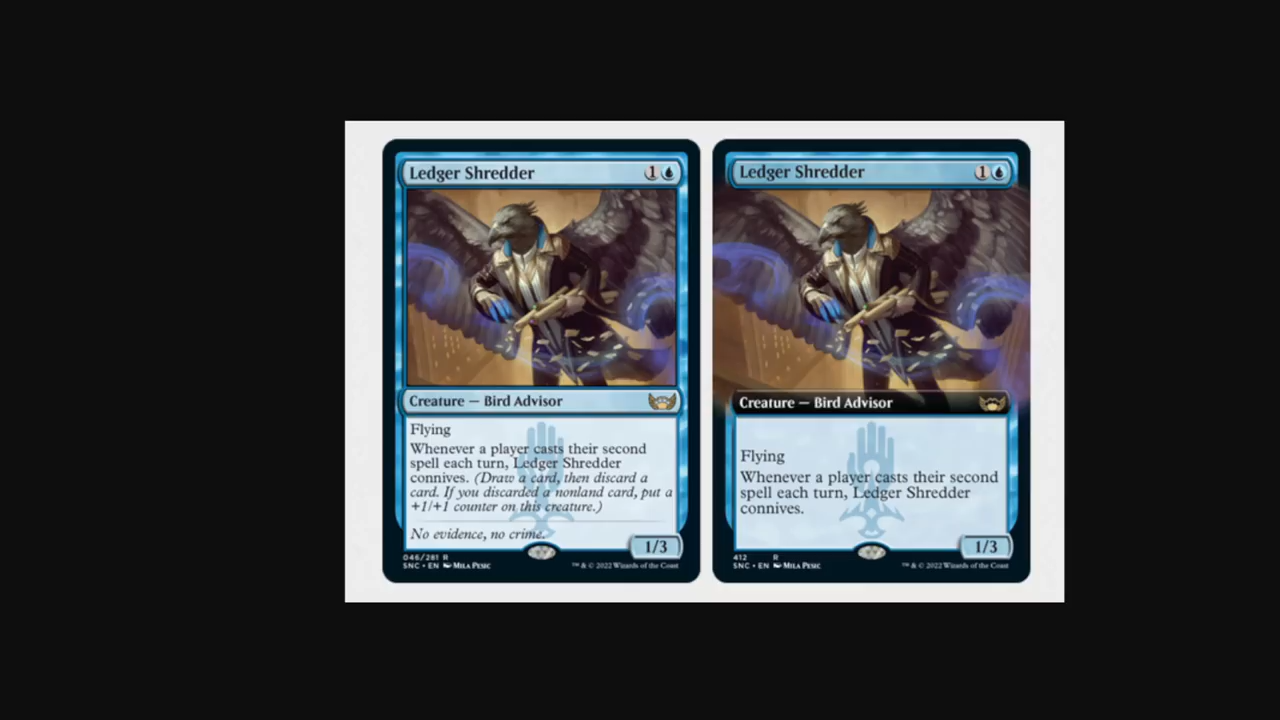 Ledger Shredder 1
Creature — Bird Advisor
Flying
Whenever a player casts their second
spell each turn, Ledger Shredder
connives. (Draw a card, then discard a
card. If you discarded a nonland card, put a
+1/+1 counter on this creature.)
No evidence, no crime.
1/3
046/281 R
SNC • EN MILA PESIC
™ & © 2022 Wizards of the Coast
Ledger Shredder 1
Creature — Bird Advisor
Flying
Whenever a player casts their second
spell each turn, Ledger Shredder
connives.
1/3
412 R
SNC • EN MILA PESIC
™ & © 2022 Wizards of the Coast